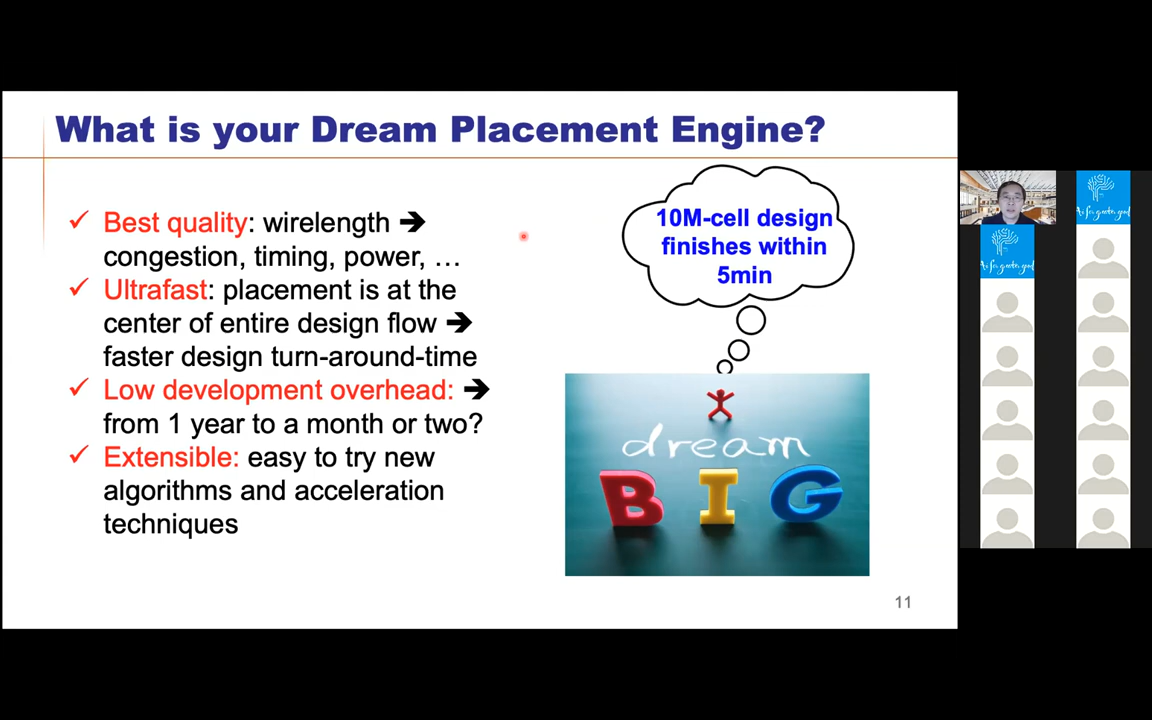 What is your Dream Placement Engine?
✓ Best quality: wirelength ➔
congestion, timing, power, …
✓ Ultrafast: placement is at the
center of entire design flow ➔
faster design turn-around-time
✓ Low development overhead: ➔
from 1 year to a month or two?
✓ Extensible: easy to try new
algorithms and acceleration
techniques
10M-cell design
finishes within
5min
dream
BIG
11